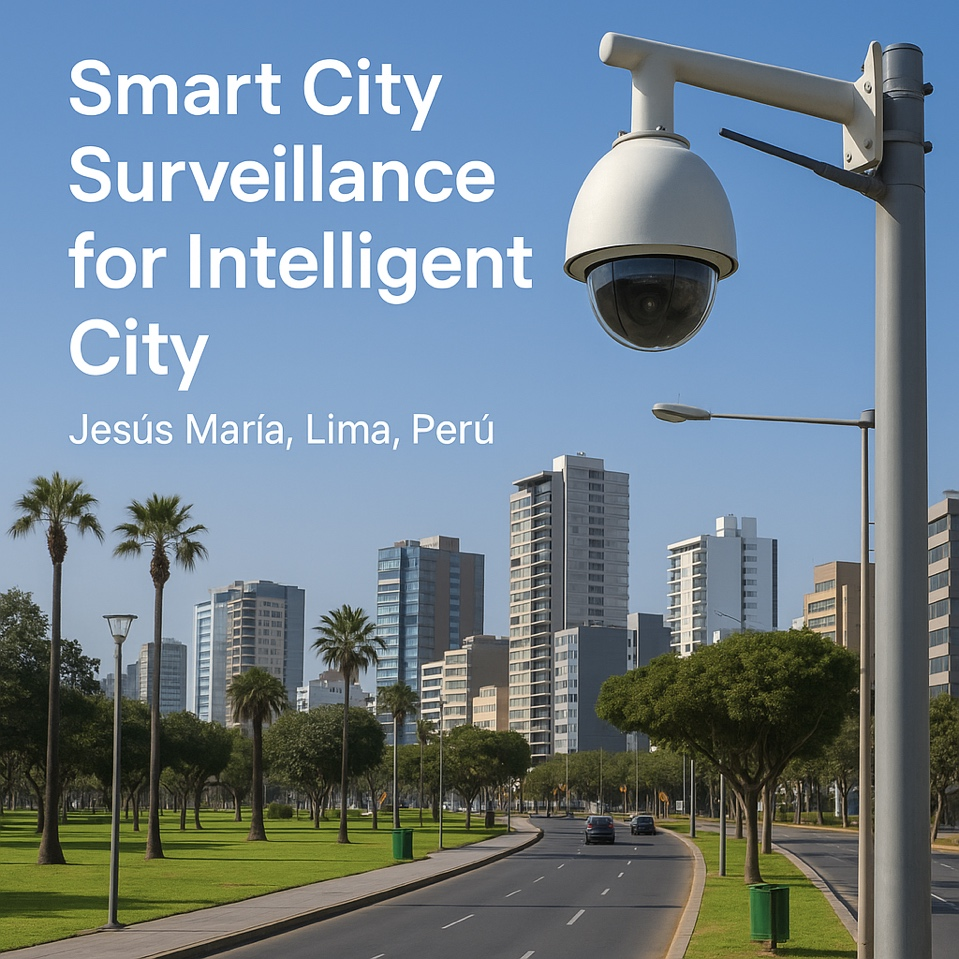 Smart City
Surveillance
for Intelligent
City
Jesús María, Lima, Perú